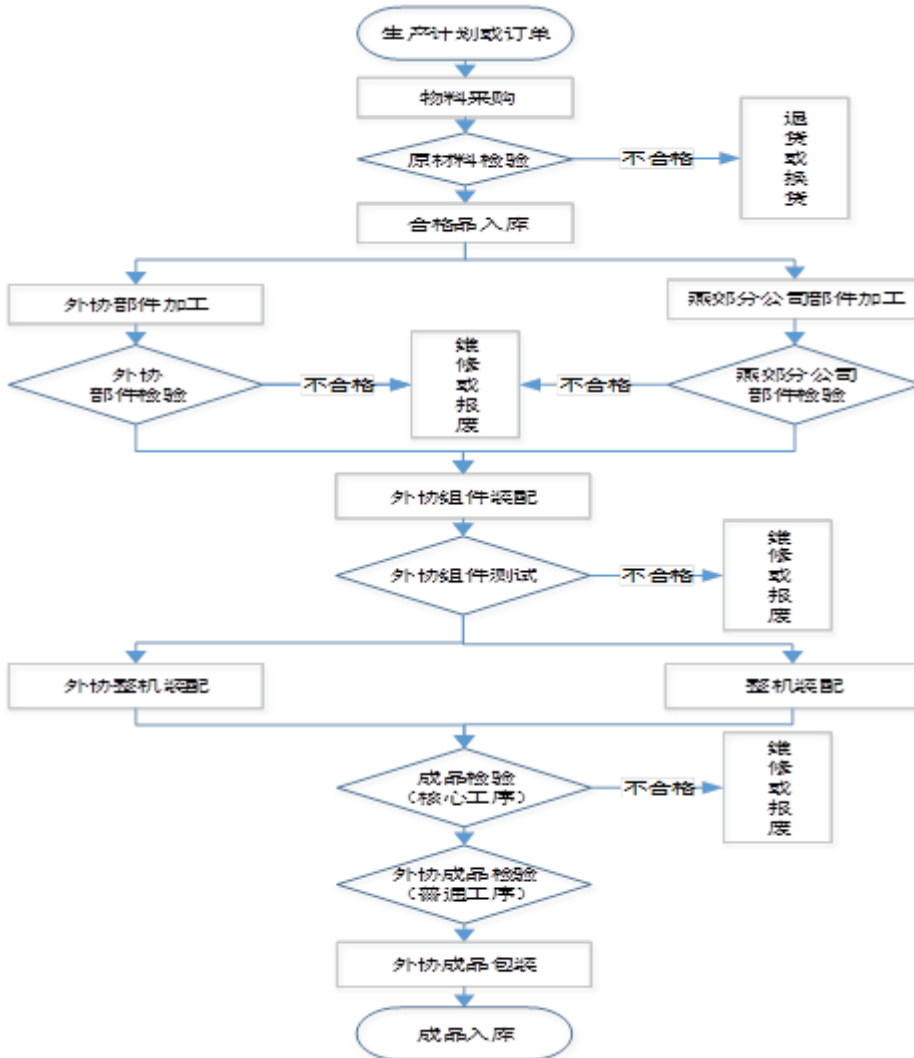 生产计划或订单
物料采购
原材料检验
不合格
退
货
或
换
货
合格品入库
外协部件加工
燕郊分公司部件加工
外协
部件检验
不合格
维
修
或
报
废
不合格
燕郊分公司
部件检验
外协组件装配
外协组件测试
不合格
维
修
或
报
废
外协整机装配
整机装配
成品检验
(核心工序)
不合格
维
修
或
报
废
外协成品检验
(普通工序)
外协成品包装
成品入库